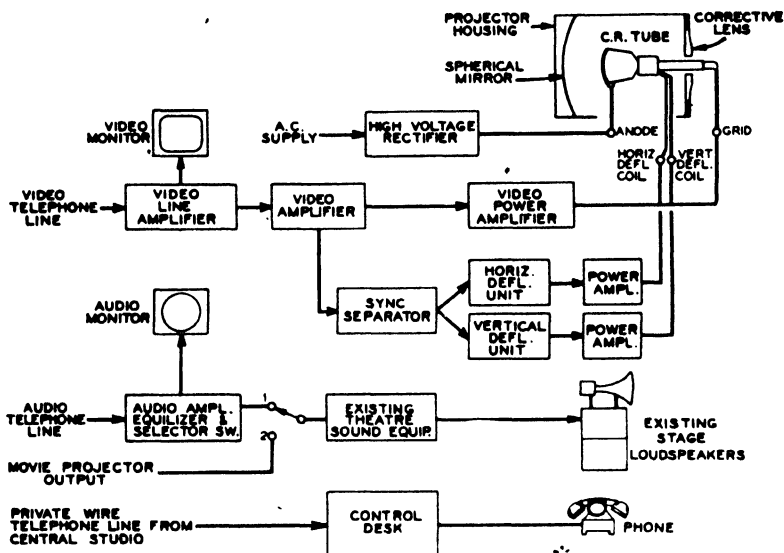 PROJECTOR
HOUSING
C.R. TUBE
CORRECTIVE
LENS
SPHERICAL
MIRROR
VIDEO
MONITOR
A.C.
SUPPLY
HIGH VOLTAGE
RECTIFIER
ANODE
HORIZ
DEFL
COIL
VERT
DEFL.
COIL
GRID
VIDEO
TELEPHONE
LINE
VIDEO
LINE
AMPLIFIER
VIDEO
AMPLIFIER
VIDEO
POWER
AMPLIFIER
AUDIO
MONITOR
SYNC
SEPARATOR
HORIZ.
DEFL.
UNIT
POWER
AMPL.
VERTICAL
DEFL.
UNIT
POWER
AMPL.
AUDIO
TELEPHONE
LINE
AUDIO AMPL.
EQUILIZER &
SELECTOR SW.
1
2
EXISTING
THEATRE
SOUND EQUIP.
EXISTING
STAGE
LOUDSPEAKERS
MOVIE PROJECTOR
OUTPUT
PRIVATE WIRE
TELEPHONE LINE FROM
CENTRAL STUDIO
CONTROL
DESK
PHONE